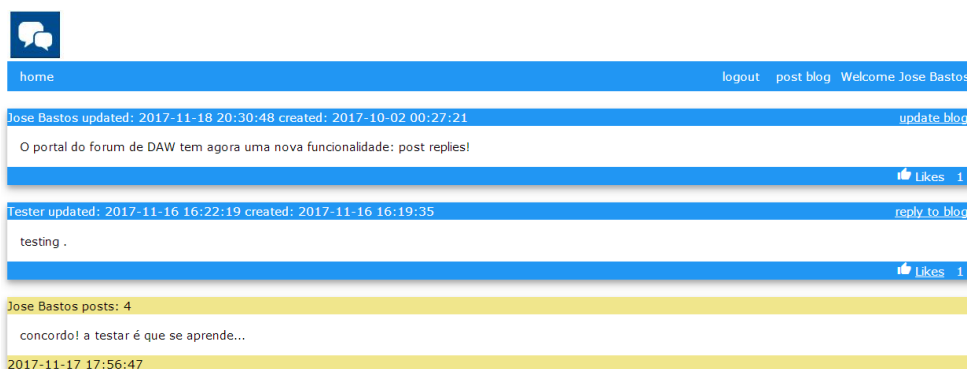 home logout post blog Welcome Jose Bastos
Jose Bastos updated: 2017-11-18 20:30:48 created: 2017-10-02 00:27:21 update blog
O portal do forum de DAW tem agora uma nova funcionalidade: post replies!
Likes 1
Tester updated: 2017-11-16 16:22:19 created: 2017-11-16 16:19:35 reply to blog
testing .
Likes 1
Jose Bastos posts: 4
concordo! a testar é que se aprende...
2017-11-17 17:56:47